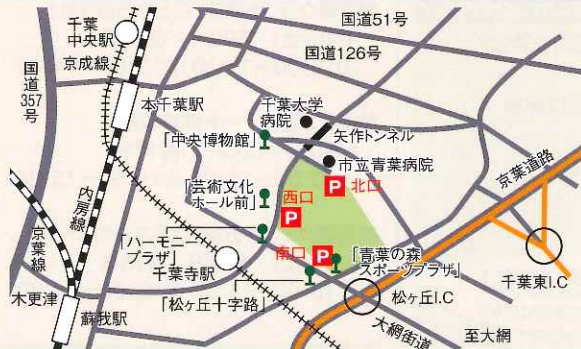 国道51号
千葉
中央駅
京成線
国道126号
国道
357
号
本千葉駅
千葉大学
病院
「中央博物館」
矢作トンネル
市立青葉病院
京葉道路
P
北口
「芸術文化
ホール前」
西口
P
内房線
京葉線
「ハーモニー
プラザ」
千葉寺駅
南口
P
「青葉の森
スポーツプラザ」
千葉東I.C
木更津
蘇我駅
「松ヶ丘十字路」
松ヶ丘I.C
大網街道
至大網